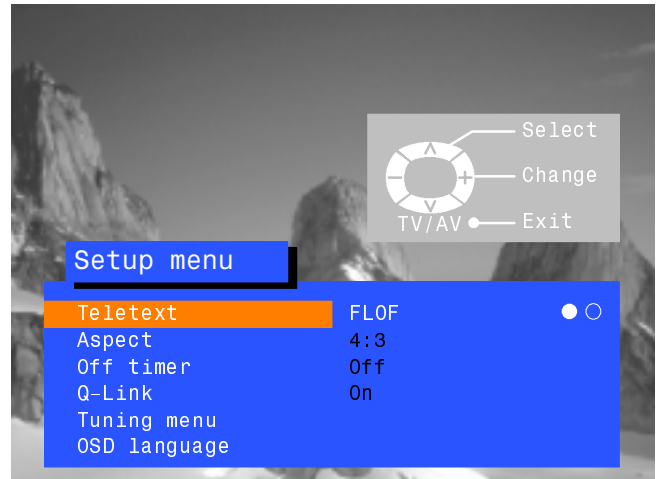 Select
Change
TV/AV Exit
Setup menu
Teletext FLOF
Aspect 4:3
Off timer Off
Q-Link On
Tuning menu
OSD language